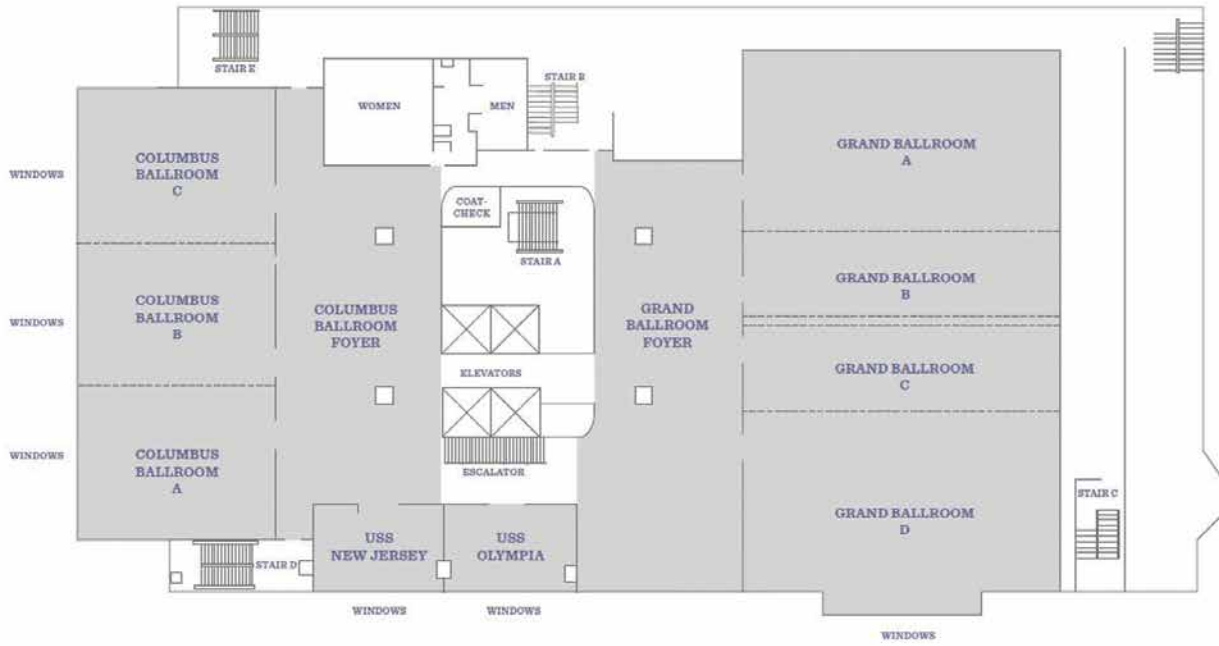 STAIR E
WOMEN
MEN
STAIR B
COLUMBUS
BALLROOM
C
WINDOWS
GRAND BALLROOM
A
COAT-
CHECK
STAIR A
COLUMBUS
BALLROOM
B
WINDOWS
COLUMBUS
BALLROOM
FOYER
GRAND
BALLROOM
FOYER
GRAND BALLROOM
B
ELEVATORS
GRAND BALLROOM
C
COLUMBUS
BALLROOM
A
WINDOWS
ESCALATOR
STAIR C
GRAND BALLROOM
D
USS
NEW JERSEY
USS
OLYMPIA
STAIR D
WINDOWS
WINDOWS
WINDOWS